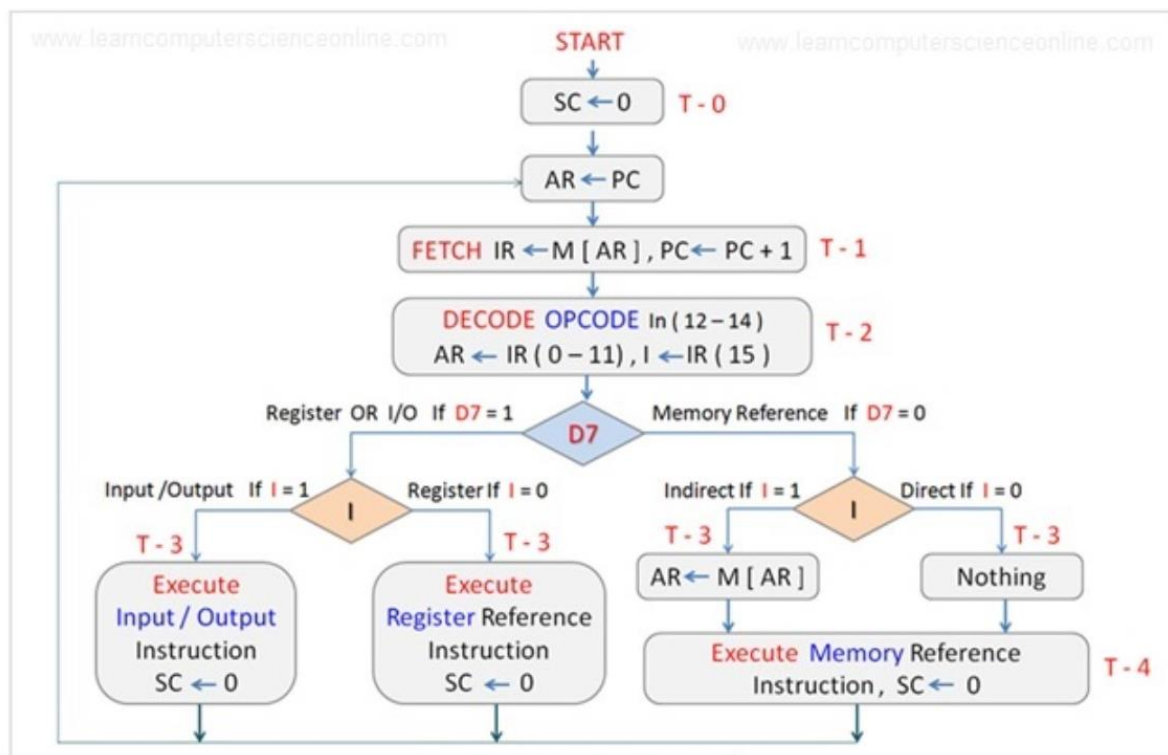 www.learncomputerscienceonline.com
www.learncomputerscienceonline.com
START
SC ← 0
T - 0
AR ← PC
FETCH IR ← M [ AR ] , PC ← PC + 1
T - 1
DECODE OPCODE In ( 12 – 14 )
AR ← IR ( 0 – 11) , I ← IR ( 15 )
T - 2
Register OR I/O If D7 = 1
D7
Memory Reference If D7 = 0
Input /Output If I = 1
I
Register If I = 0
Indirect If I = 1
I
Direct If I = 0
T - 3
T - 3
T - 3
T - 3
Execute
Input / Output
Instruction
SC ← 0
Execute
Register Reference
Instruction
SC ← 0
AR ← M [ AR ]
Nothing
Execute Memory Reference
Instruction , SC ← 0
T - 4